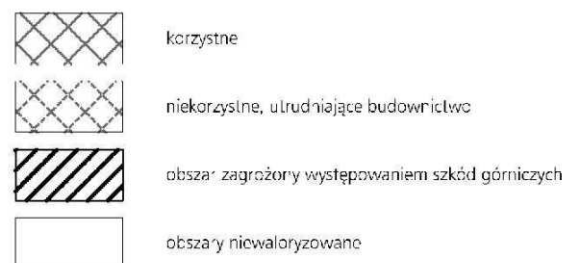 korzystne
niekorzystne, utrudniające budownictwo
obszar zagrożony występowaniem szkód górniczych
obszary niewaloryzowane